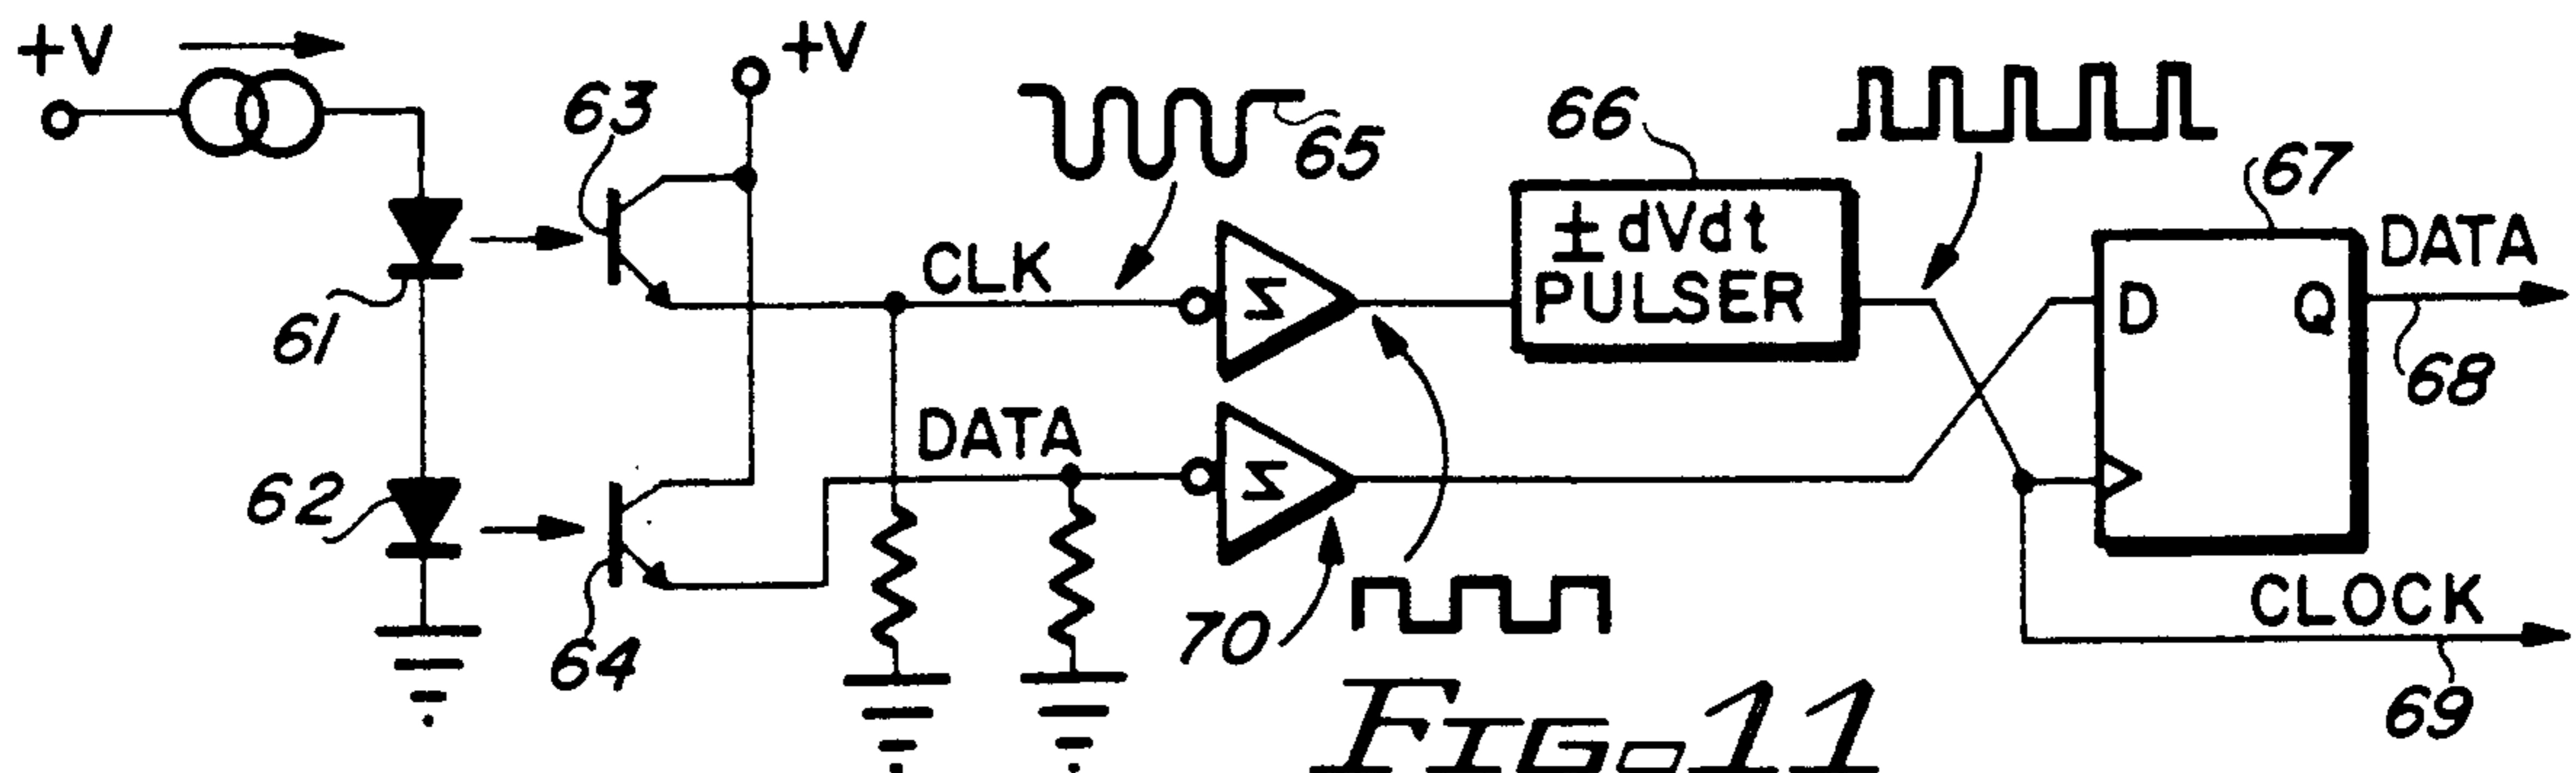 +V
+V
63
65
66
67
± dVdt
PULSER
DATA
D
Q
CLK
Σ
61
68
DATA
Σ
62
64
70
CLOCK
69
FIG. 11